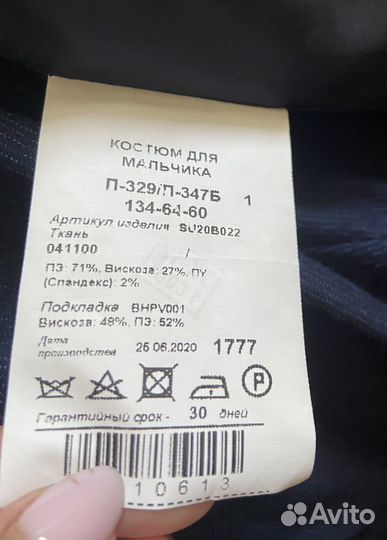 КОСТЮМ ДЛЯ
МАЛЬЧИКА
П-329/П-347Б 1
134-64-60
Артикул изделия SU20B022
Ткань
041100 /
ПЭ: 71%, Вискоза: 27%, ПУ
(Спандекс): 2%
Подкладка BHPV001
Вискоза: 48%, ПЭ: 52%
Дата
производства 26 06.2020 1777
P
Гарантийный срок - 30 дней
10613
Avito